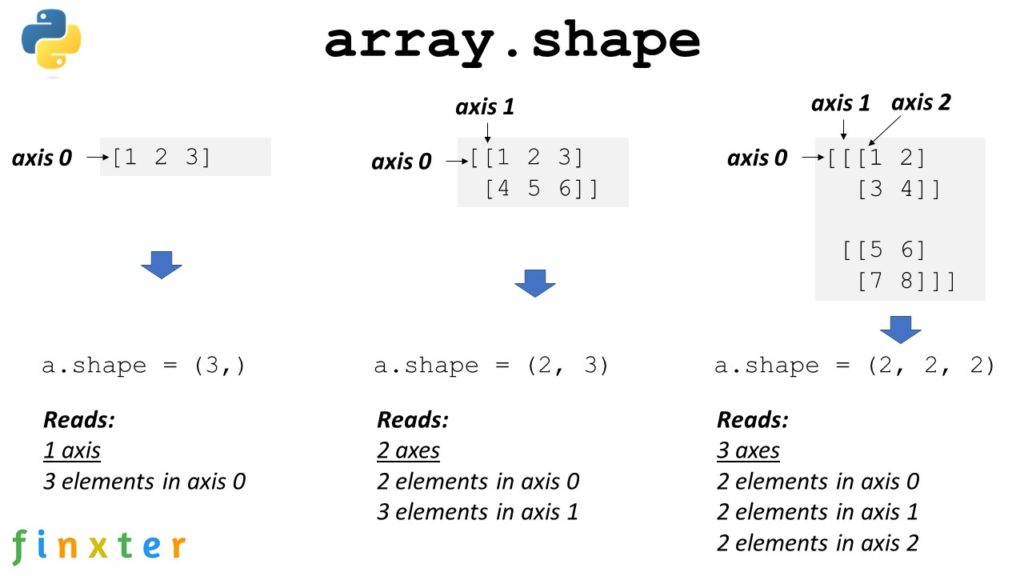 array.shape
axis 0
[1 2 3]
a.shape = (3,)
Reads:
1 axis
3 elements in axis 0
axis 1
axis 0
[[1 2 3]
[4 5 6]]
a.shape = (2, 3)
Reads:
2 axes
2 elements in axis 0
3 elements in axis 1
axis 1 axis 2
axis 0
[[[1 2]
[3 4]]
[[5 6]
[7 8]]]
a.shape = (2, 2, 2)
Reads:
3 axes
2 elements in axis 0
2 elements in axis 1
2 elements in axis 2
finxter